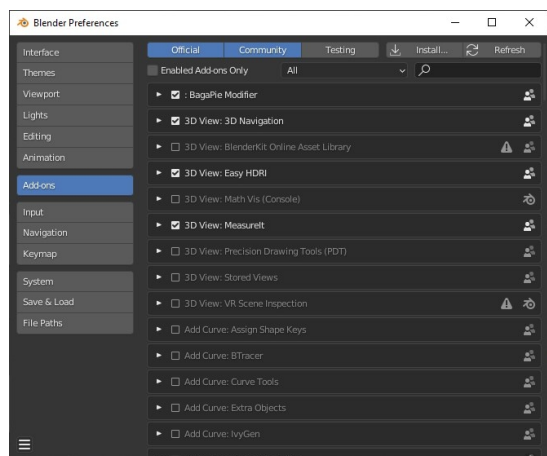 Blender Preferences
Interface
Themes
Viewport
Lights
Editing
Animation
Add-ons
Input
Navigation
Keymap
System
Save & Load
File Paths
Official Community Testing Install... Refresh
Enabled Add-ons Only All
: BagaPie Modifier
3D View: 3D Navigation
3D View: BlenderKit Online Asset Library
3D View: Easy HDRI
3D View: Math Vis (Console)
3D View: MeasureIt
3D View: Precision Drawing Tools (PDT)
3D View: Stored Views
3D View: VR Scene Inspection
Add Curve: Assign Shape Keys
Add Curve: BTracer
Add Curve: Curve Tools
Add Curve: Extra Objects
Add Curve: IvyGen